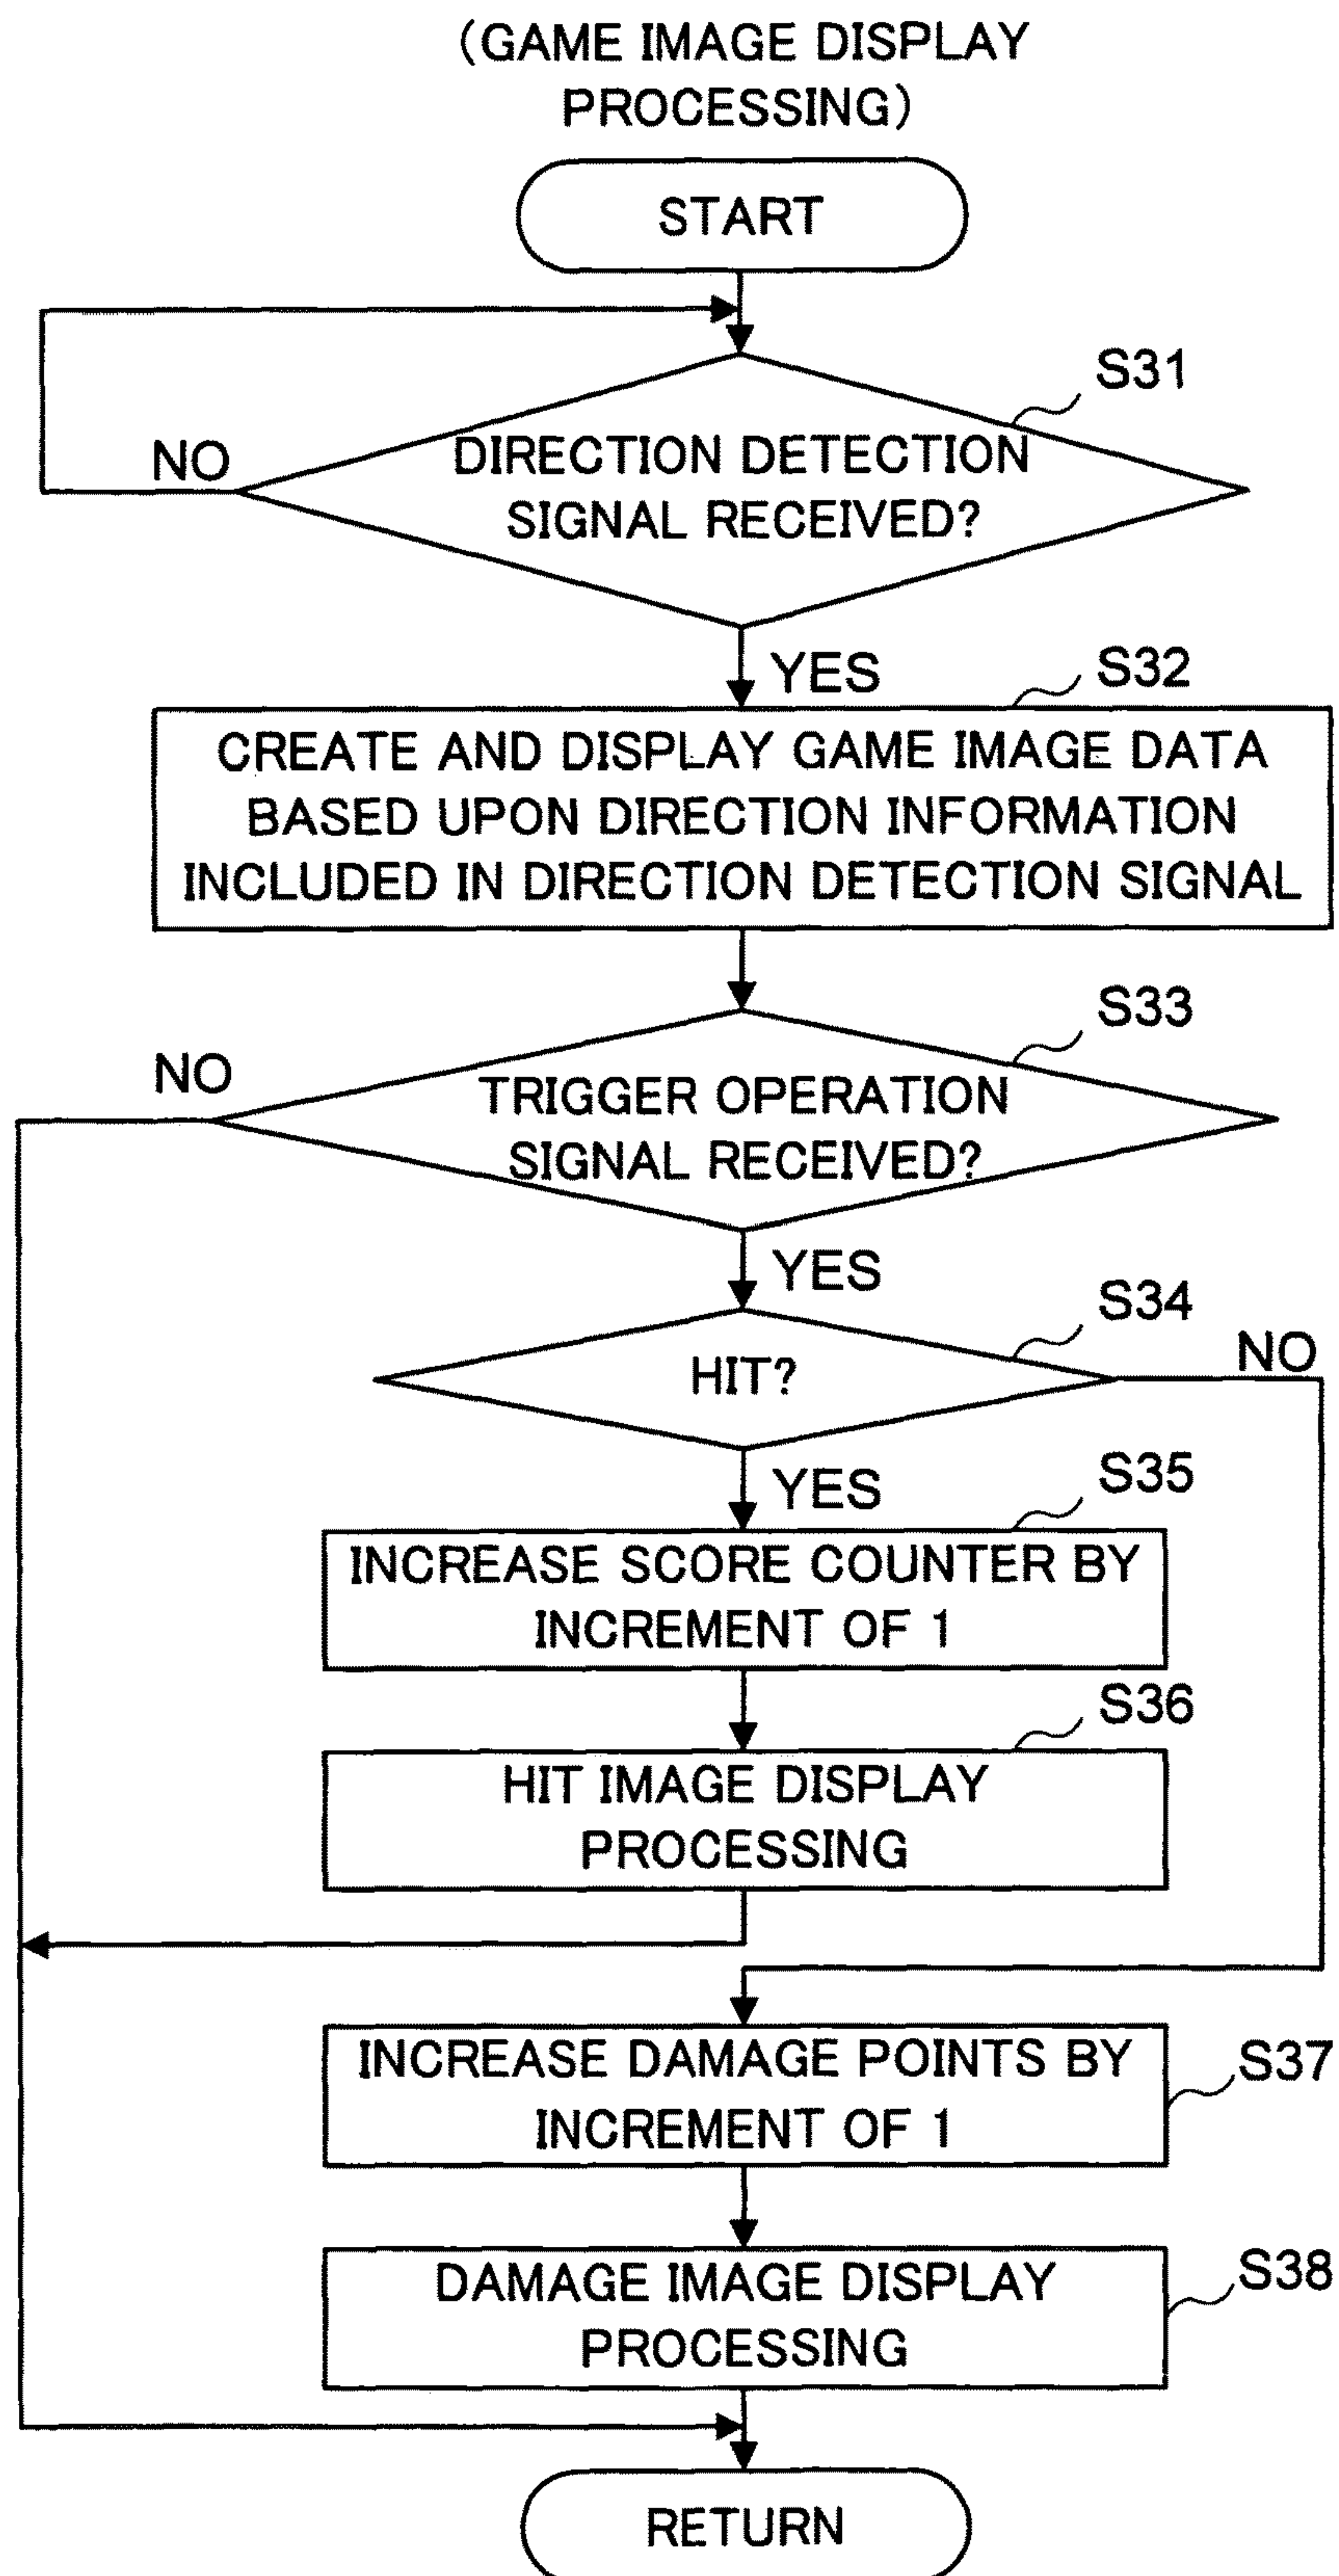 (GAME IMAGE DISPLAY
PROCESSING)
START
S31
NO
DIRECTION DETECTION
SIGNAL RECEIVED?
YES
S32
CREATE AND DISPLAY GAME IMAGE DATA
BASED UPON DIRECTION INFORMATION
INCLUDED IN DIRECTION DETECTION SIGNAL
S33
NO
TRIGGER OPERATION
SIGNAL RECEIVED?
YES
S34
NO
HIT?
YES
S35
INCREASE SCORE COUNTER BY
INCREMENT OF 1
S36
HIT IMAGE DISPLAY
PROCESSING
INCREASE DAMAGE POINTS BY
INCREMENT OF 1
S37
DAMAGE IMAGE DISPLAY
PROCESSING
S38
RETURN